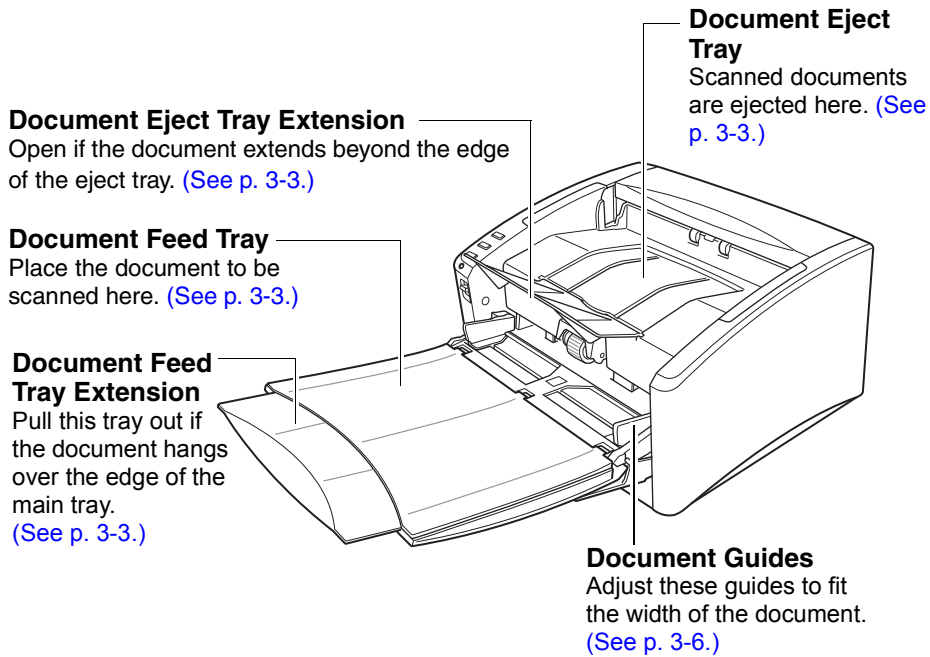 Document Eject
Tray
Scanned documents
are ejected here. (See
p. 3-3.)
Document Eject Tray Extension
Open if the document extends beyond the edge
of the eject tray. (See p. 3-3.)
Document Feed Tray
Place the document to be
scanned here. (See p. 3-3.)
Document Feed
Tray Extension
Pull this tray out if
the document hangs
over the edge of the
main tray.
(See p. 3-3.)
Document Guides
Adjust these guides to fit
the width of the document.
(See p. 3-6.)